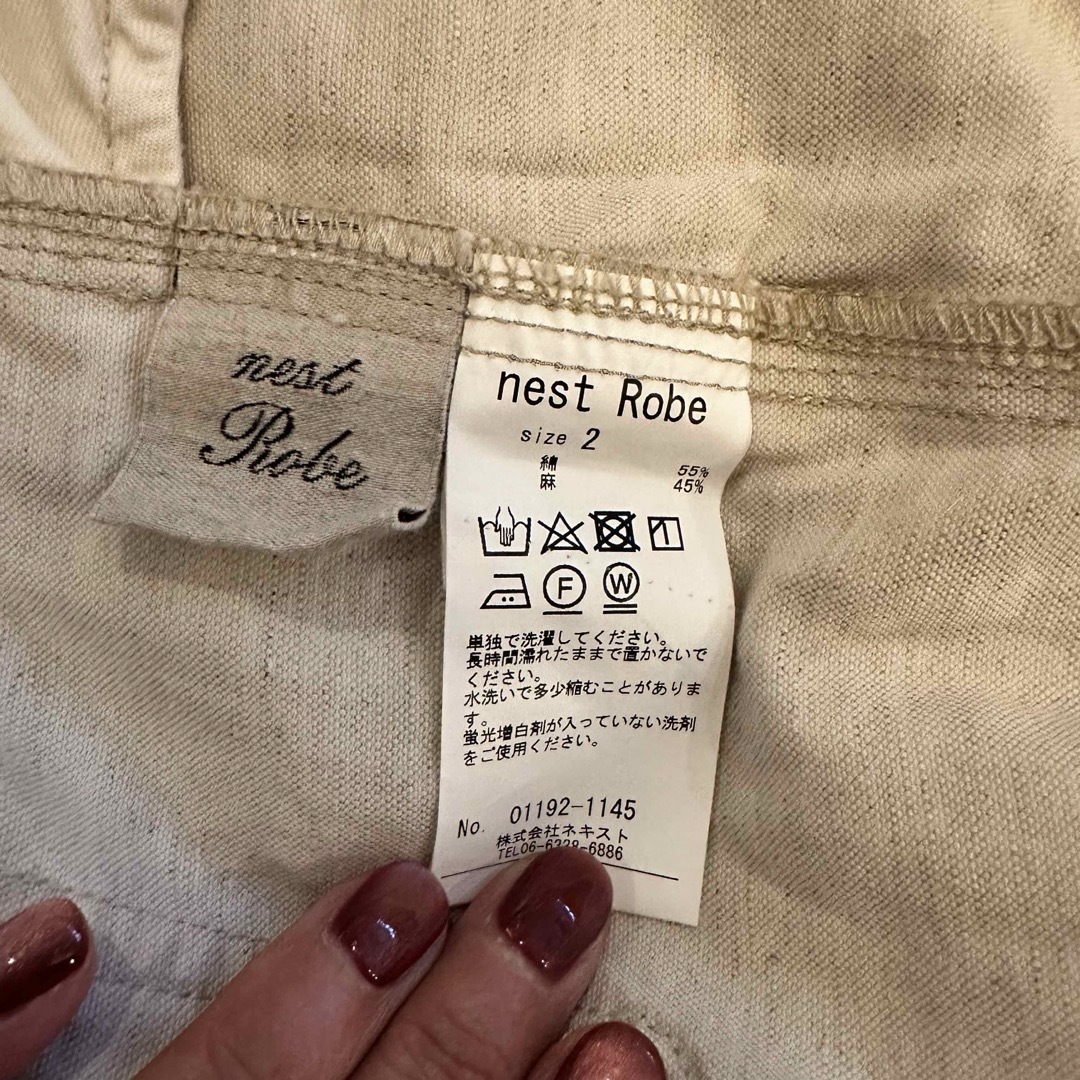 nest
Robe
nest Robe
size 2
綿 55%
麻 45%
F W
単独で洗濯してください。
長時間濡れたままで置かないで
ください。
水洗いで多少縮むことがありま
す。
蛍光増白剤が入っていない洗剤
をご使用ください。
No. 01192-1145
株式会社ネキスト
TEL06-6338-6886